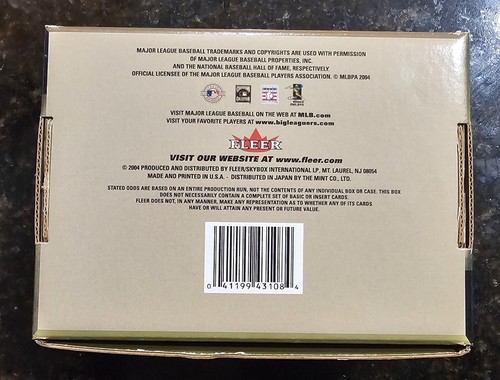 MAJOR LEAGUE BASEBALL TRADEMARKS AND COPYRIGHTS ARE USED WITH PERMISSION
OF MAJOR LEAGUE BASEBALL PROPERTIES, INC.
AND THE NATIONAL BASEBALL HALL OF FAME, RESPECTIVELY.
OFFICIAL LICENSEE OF THE MAJOR LEAGUE BASEBALL PLAYERS ASSOCIATION. © MLBPA 2004
VISIT MAJOR LEAGUE BASEBALL ON THE WEB AT MLB.com
VISIT YOUR FAVORITE PLAYERS AT www.bigleaguers.com
FLEER
VISIT OUR WEBSITE AT www.fleer.com
© 2004 PRODUCED AND DISTRIBUTED BY FLEER/SKYBOX INTERNATIONAL LP, MT. LAUREL, NJ 08054
MADE AND PRINTED IN U.S.A. - DISTRIBUTED IN JAPAN BY THE MINT CO., LTD.
STATED ODDS ARE BASED ON AN ENTIRE PRODUCTION RUN, NOT THE CONTENTS OF ANY INDIVIDUAL BOX OR CASE. THIS BOX
DOES NOT NECESSARILY CONTAIN A COMPLETE SET OF BASIC OR INSERT CARDS.
FLEER DOES NOT, IN ANY MANNER, MAKE ANY REPRESENTATION AS TO WHETHER ANY OF ITS CARDS
HAVE OR WILL ATTAIN ANY PRESENT OR FUTURE VALUE.
0 41199 43108 4